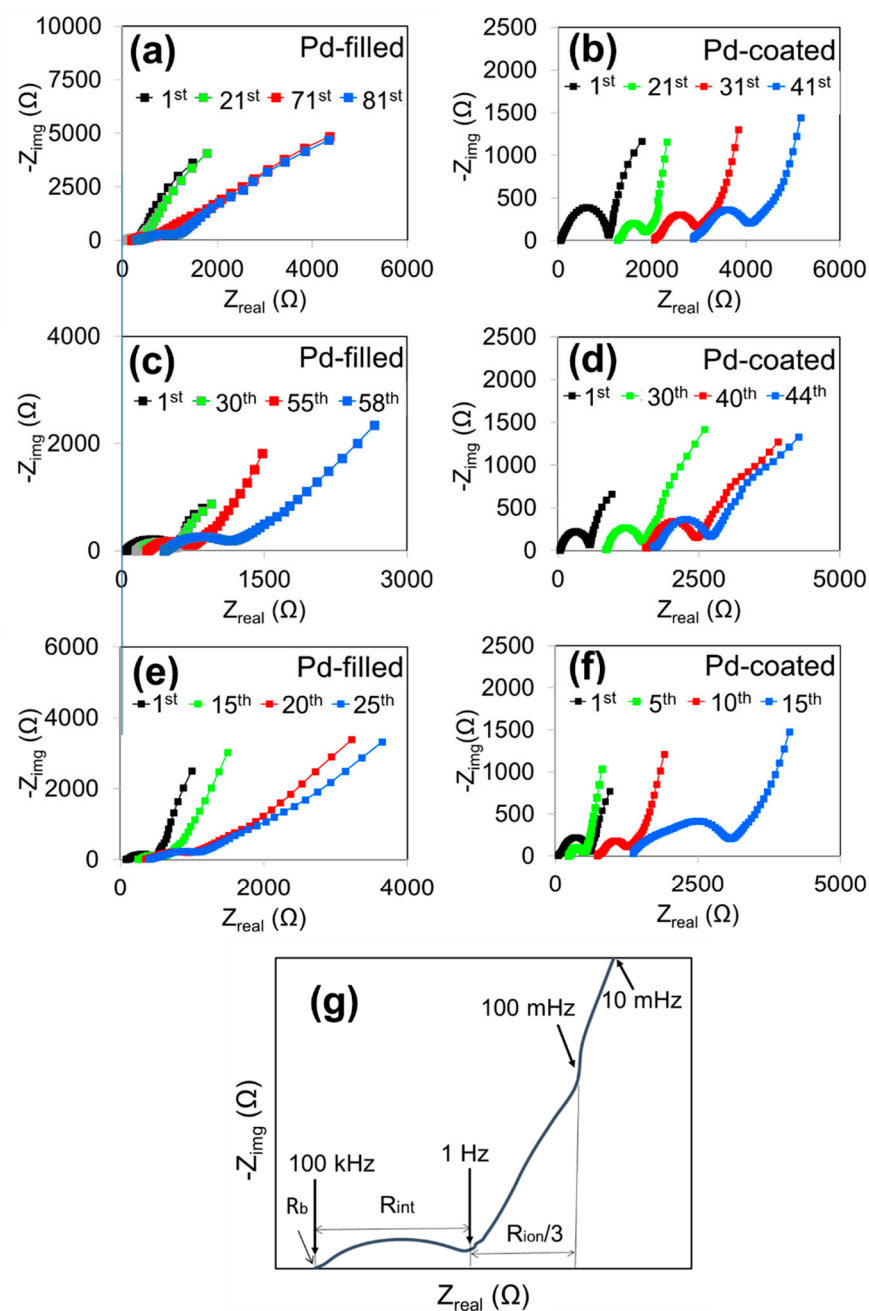 (a) Pd-filled
1st 21st 71st 81st
10000
7500
5000
2500
0
-Zimg (Ω)
0 2000 4000 6000
Zreal (Ω)
(b) Pd-coated
1st 21st 31st 41st
2500
2000
1500
1000
500
0
-Zimg (Ω)
0 2000 4000 6000
Zreal (Ω)
(c) Pd-filled
1st 30th 55th 58th
4000
2000
0
-Zimg (Ω)
0 1500 3000
Zreal (Ω)
(d) Pd-coated
1st 30th 40th 44th
2500
2000
1500
1000
500
0
-Zimg (Ω)
0 2500 5000
Zreal (Ω)
(e) Pd-filled
1st 15th 20th 25th
6000
4000
2000
0
-Zimg (Ω)
0 2000 4000
Zreal (Ω)
(f) Pd-coated
1st 5th 10th 15th
2500
2000
1500
1000
500
0
-Zimg(Ω)
0 2500 5000
Zreal (Ω)
(g)
100 mHz
10 mHz
1 Hz
100 kHz
Rb
Rint
Rion/3
-Zimg (Ω)
Zreal (Ω)